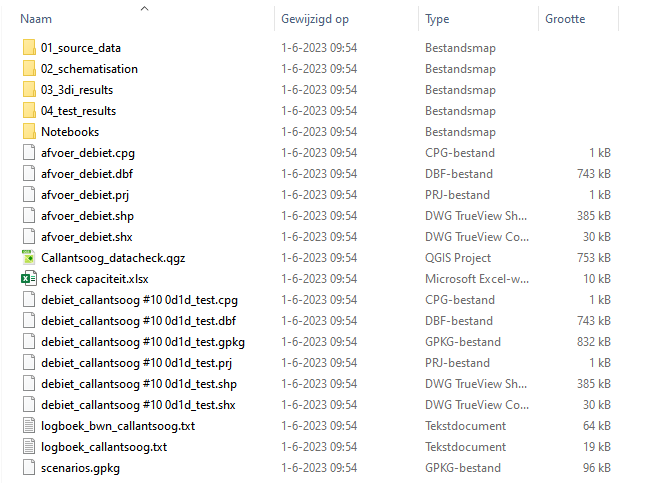 Naam Gewijzigd op Type Grootte
01_source_data 1-6-2023 09:54 Bestandsmap
02_schematisation 1-6-2023 09:54 Bestandsmap
03_3di_results 1-6-2023 09:54 Bestandsmap
04_test_results 1-6-2023 09:54 Bestandsmap
Notebooks 1-6-2023 09:54 Bestandsmap
afvoer_debiet.cpg 1-6-2023 09:54 CPG-bestand 1 kB
afvoer_debiet.dbf 1-6-2023 09:54 DBF-bestand 743 kB
afvoer_debiet.prj 1-6-2023 09:54 PRJ-bestand 1 kB
afvoer_debiet.shp 1-6-2023 09:54 DWG TrueView Sh... 385 kB
afvoer_debiet.shx 1-6-2023 09:54 DWG TrueView Co... 30 kB
Callantsoog_datacheck.qgz 1-6-2023 09:54 QGIS Project 753 kB
check capaciteit.xlsx 1-6-2023 09:54 Microsoft Excel-w... 10 kB
debiet_callantsoog #10 0d1d_test.cpg 1-6-2023 09:54 CPG-bestand 1 kB
debiet_callantsoog #10 0d1d_test.dbf 1-6-2023 09:54 DBF-bestand 743 kB
debiet_callantsoog #10 0d1d_test.gpkg 1-6-2023 09:54 GPKG-bestand 832 kB
debiet_callantsoog #10 0d1d_test.prj 1-6-2023 09:54 PRJ-bestand 1 kB
debiet_callantsoog #10 0d1d_test.shp 1-6-2023 09:54 DWG TrueView Sh... 385 kB
debiet_callantsoog #10 0d1d_test.shx 1-6-2023 09:54 DWG TrueView Co... 30 kB
logboek_bwn_callantsoog.txt 1-6-2023 09:54 Tekstdocument 64 kB
logboek_callantsoog.txt 1-6-2023 09:54 Tekstdocument 19 kB
scenarios.gpkg 1-6-2023 09:54 GPKG-bestand 96 kB